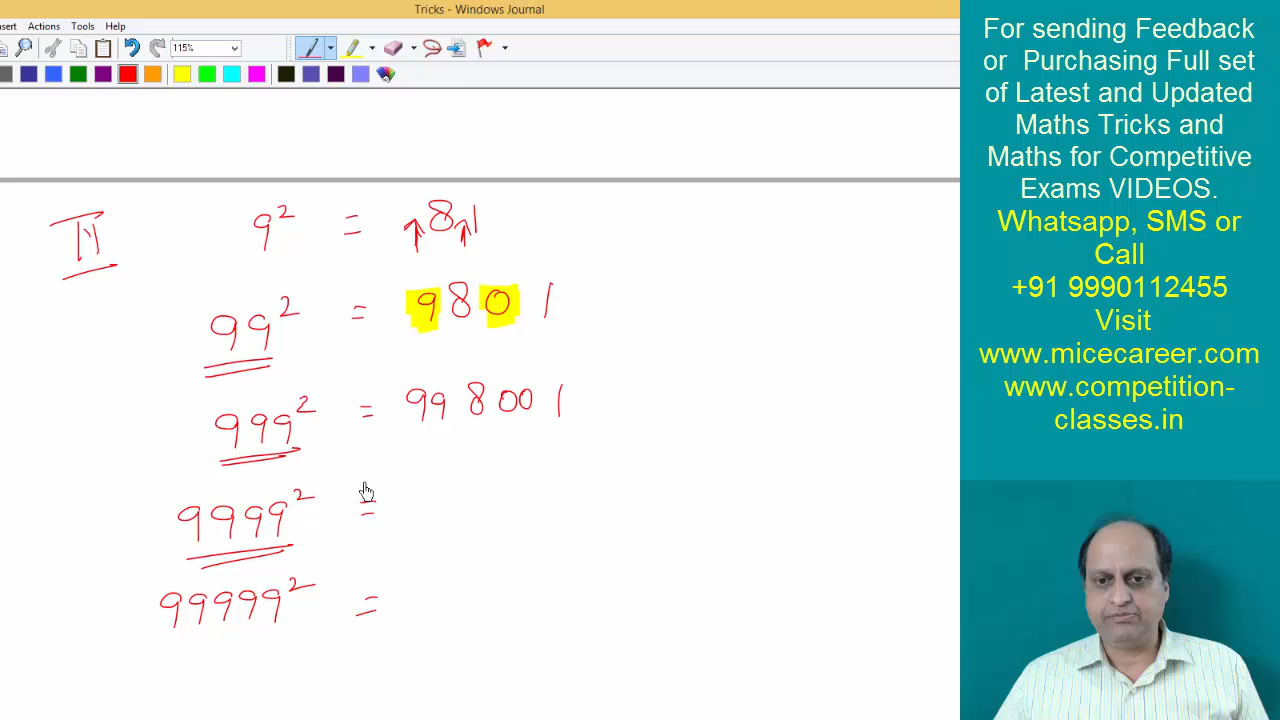 Tricks - Windows Journal
nsert Actions Tools Help
115%
III 9² = 81
99² = 9801
999² = 998001
9999² =
99999² =
For sending Feedback
or Purchasing Full set
of Latest and Updated
Maths Tricks and
Maths for Competitive
Exams VIDEOS.
Whatsapp, SMS or
Call
+91 9990112455
Visit
www.micecareer.com
www.competition-
classes.in